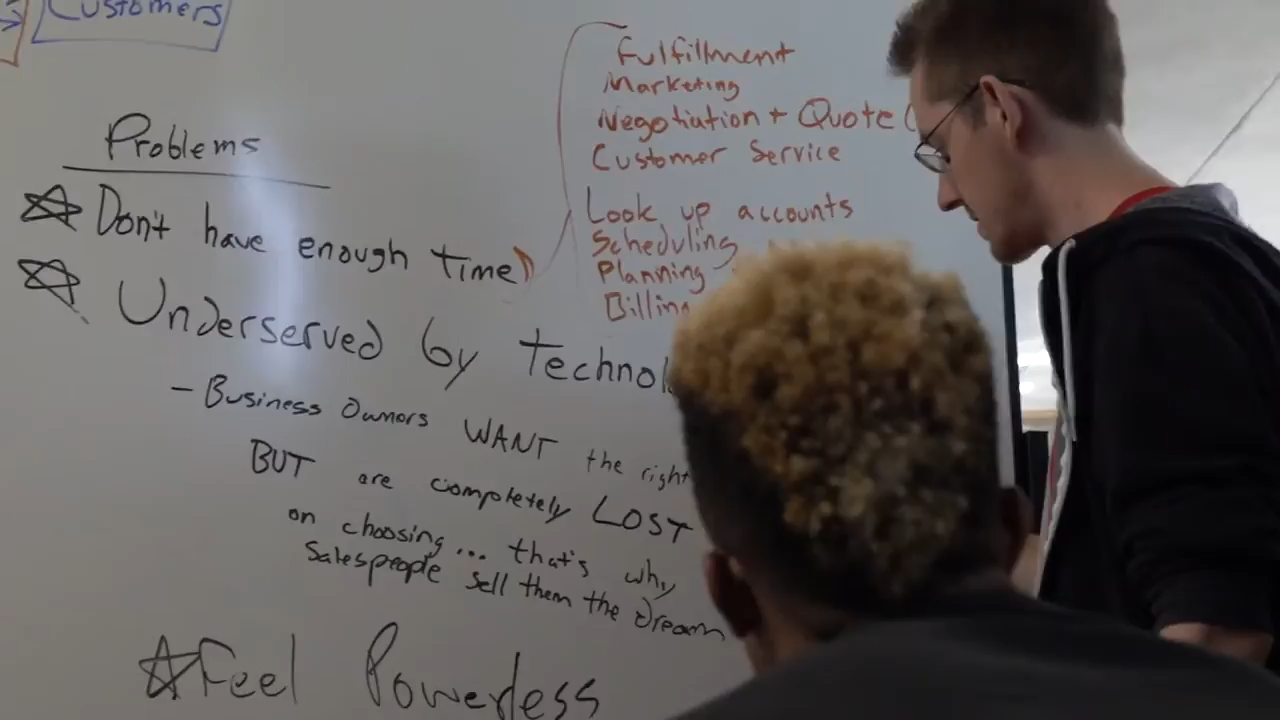 Customers
Problems
Don't have enough time
Underserved by
- Business Owners WANT the right
BUT are completely LOST
on choosing... that's why
salespeople sell them the dream
Feel Powerless
Fulfillment
Marketing
Negotiation + Quote
Customer Service
Look up accounts
Scheduling
Planning